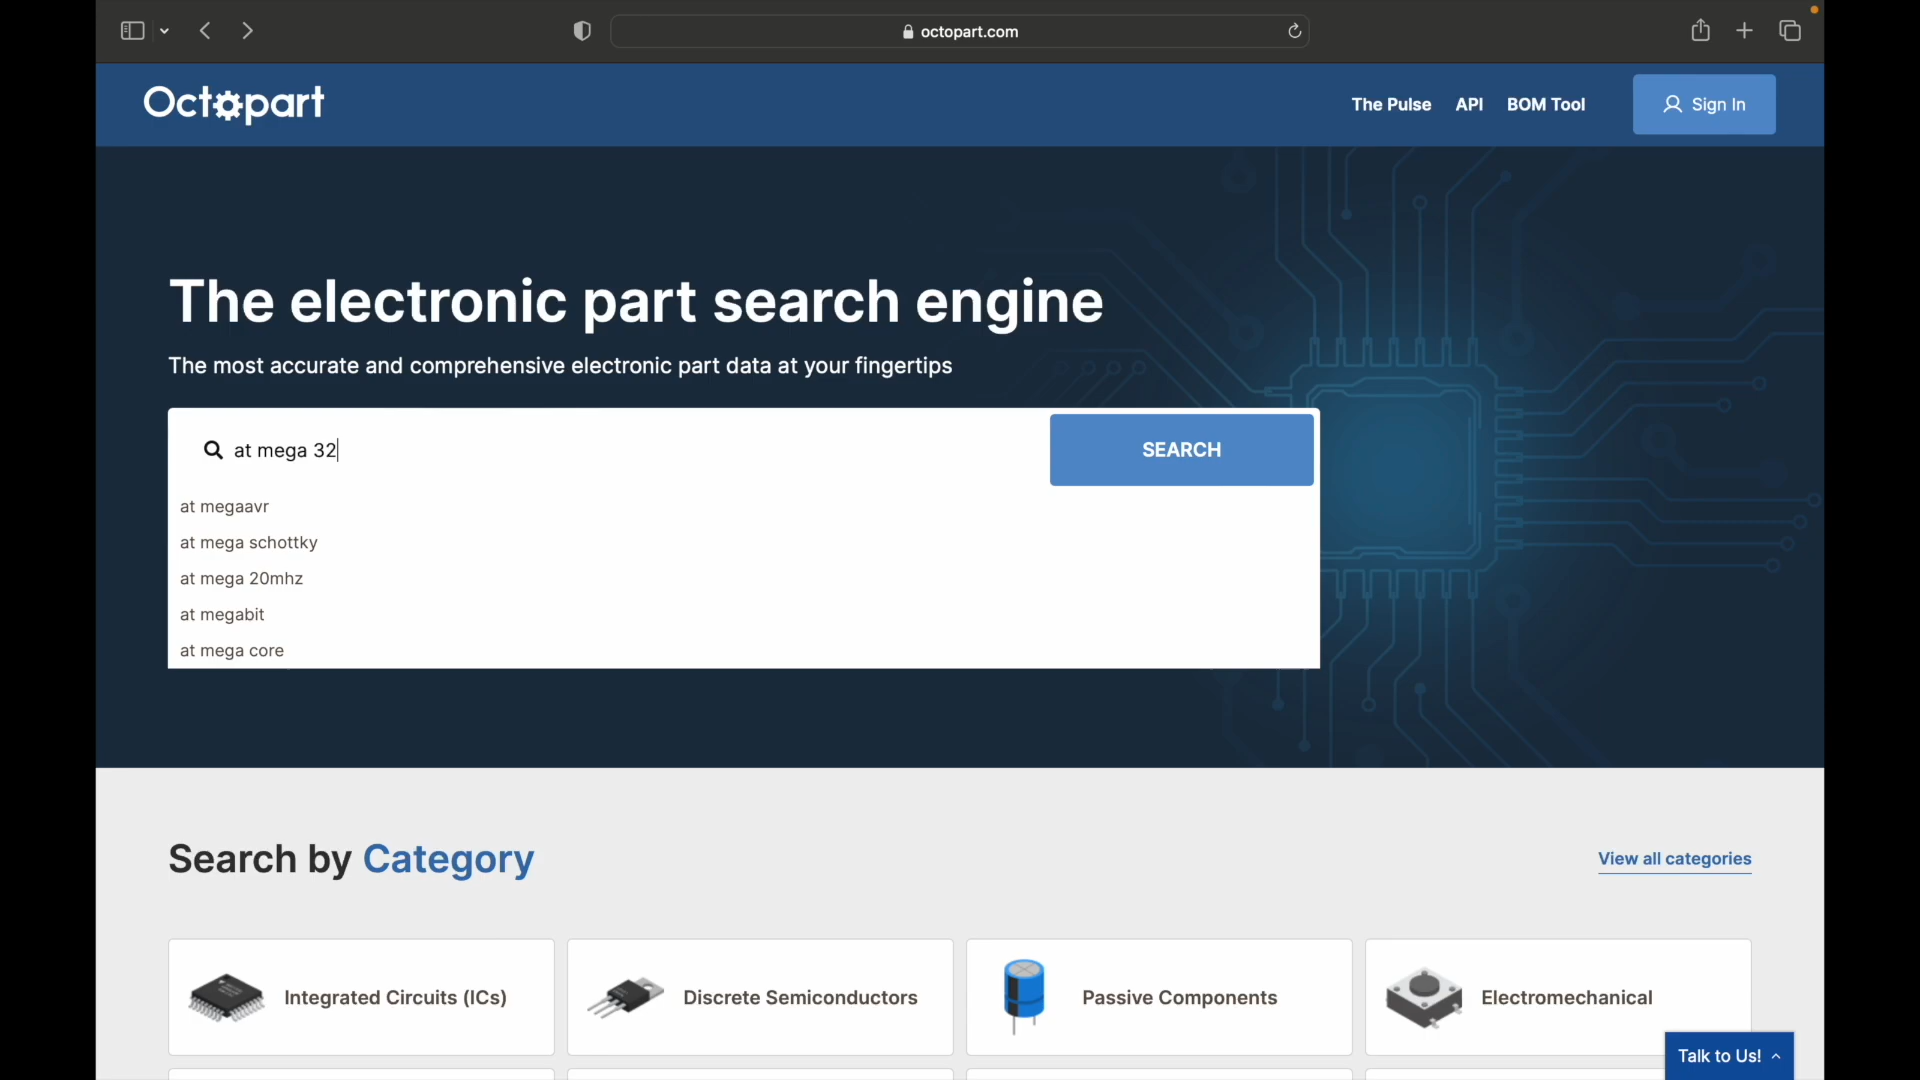 octopart.com
Octopart
The Pulse
API
BOM Tool
Sign In
The electronic part search engine
The most accurate and comprehensive electronic part data at your fingertips
at mega 32
SEARCH
at megaavr
at mega schottky
at mega 20mhz
at megabit
at mega core
Search by Category
View all categories
Integrated Circuits (ICs)
Discrete Semiconductors
Passive Components
Electromechanical
Talk to Us!